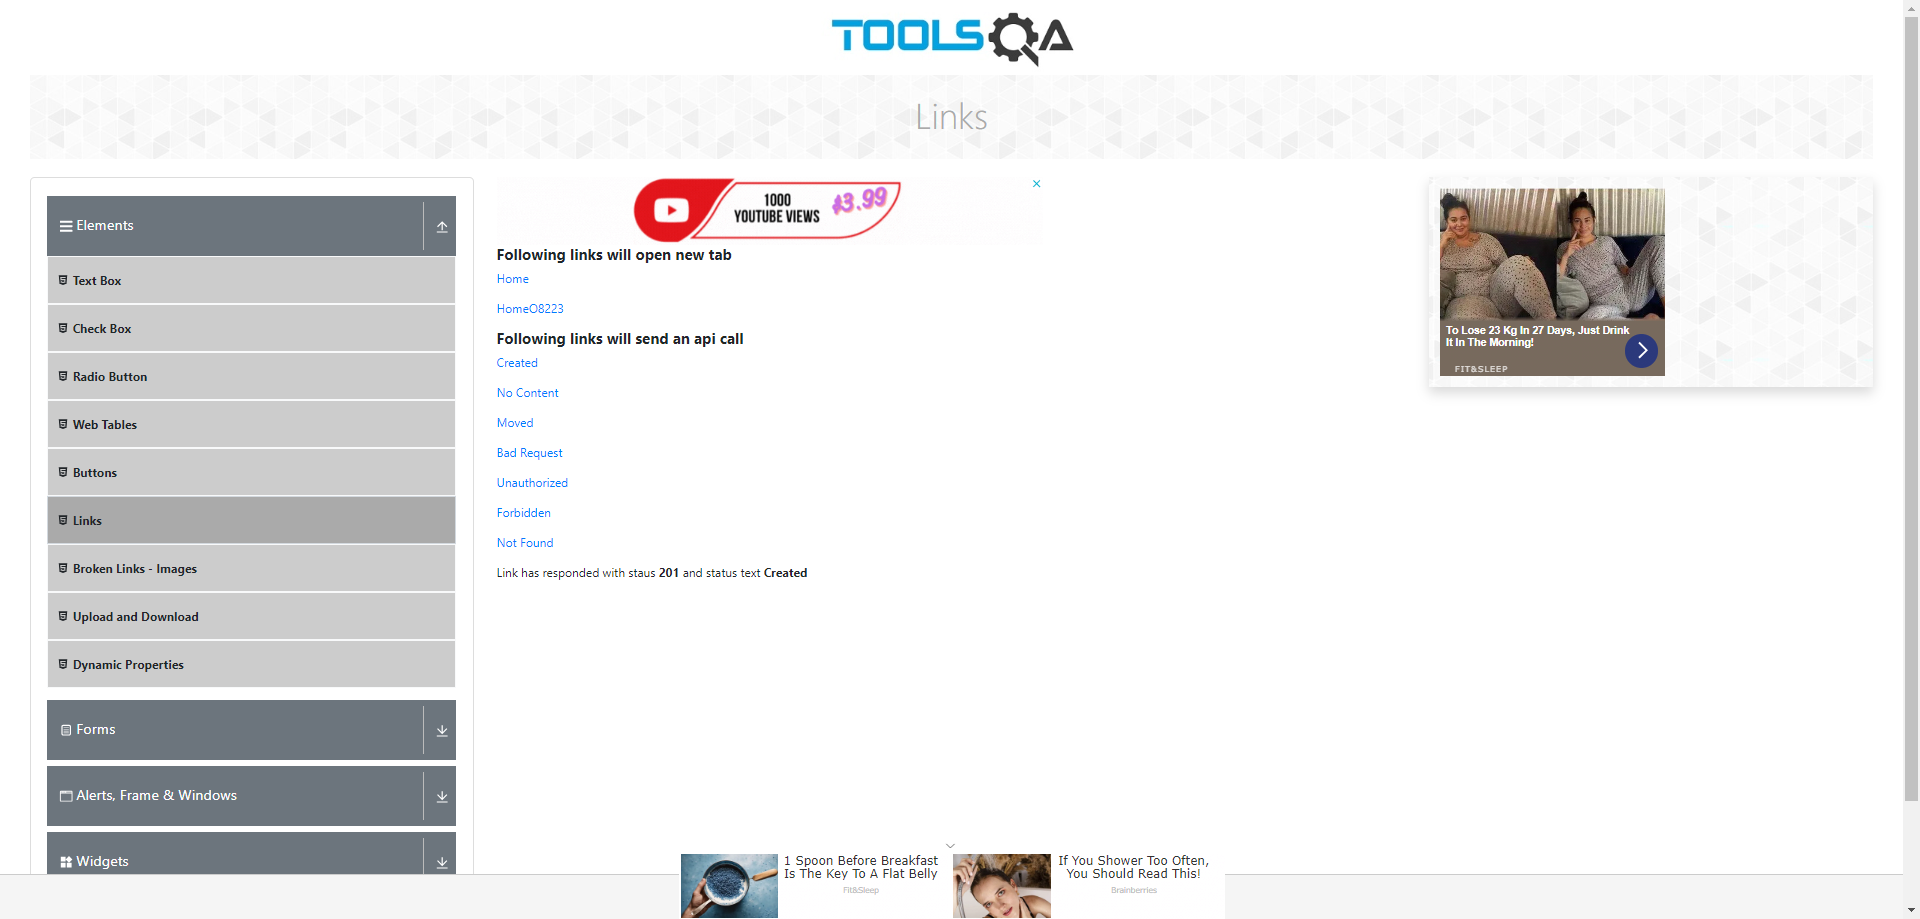 TOOLSQA
Links
Elements
Text Box
Check Box
Radio Button
Web Tables
Buttons
Links
Broken Links - Images
Upload and Download
Dynamic Properties
Forms
Alerts, Frame & Windows
Widgets
1000
YOUTUBE VIEWS
$3.99
Following links will open new tab
Home
HomeO8223
Following links will send an api call
Created
No Content
Moved
Bad Request
Unauthorized
Forbidden
Not Found
Link has responded with staus 201 and status text Created
To Lose 23 Kg In 27 Days, Just Drink
It In The Morning!
FIT&SLEEP
1 Spoon Before Breakfast
Is The Key To A Flat Belly
Fit&Sleep
If You Shower Too Often,
You Should Read This!
Brainberries